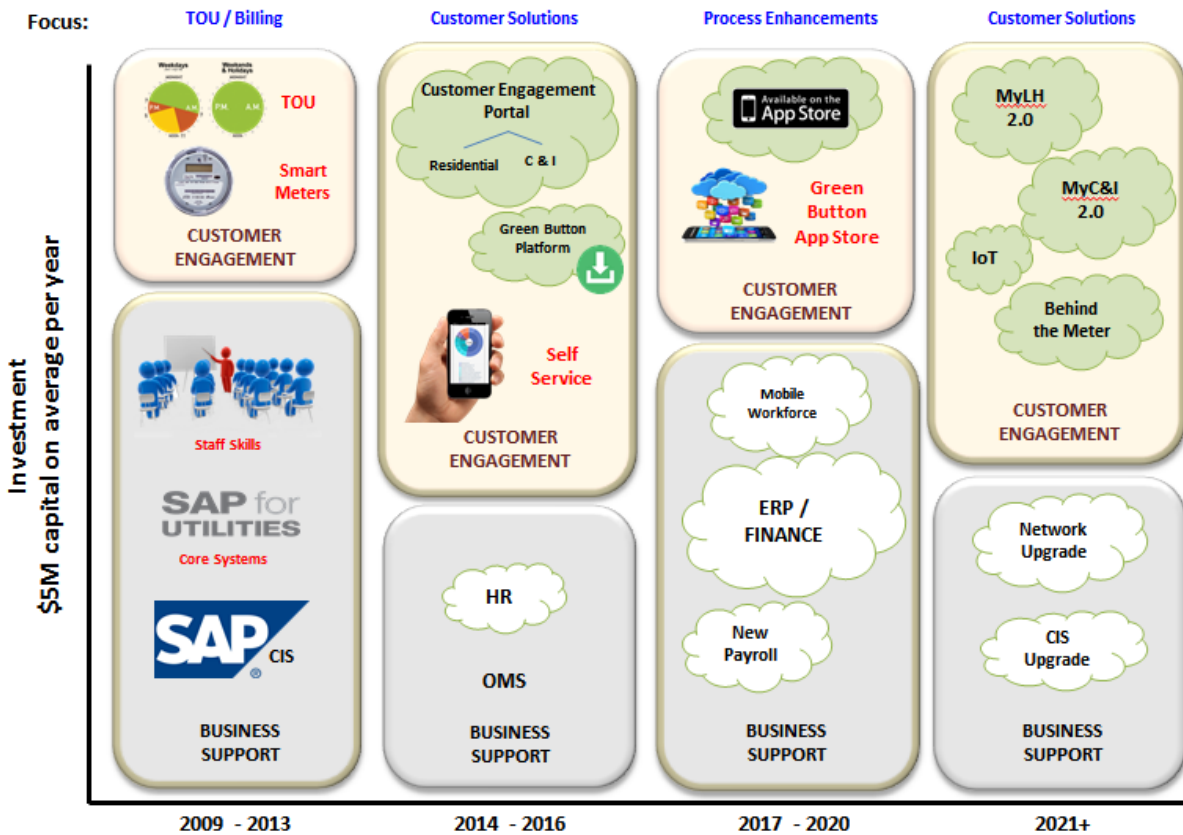 Focus:
TOU / Billing
Customer Solutions
Process Enhancements
Customer Solutions
Investment
$5M capital on average per year
Weekdays
Weekends
& Holidays
P.M.
A.M.
P.M.
A.M.
TOU
Smart
Meters
CUSTOMER
ENGAGEMENT
Staff Skills
SAP for
UTILITIES
Core Systems
SAP
®
CIS
BUSINESS
SUPPORT
Customer Engagement
Portal
Residential
C & I
Green Button
Platform
Self
Service
CUSTOMER
ENGAGEMENT
HR
OMS
BUSINESS
SUPPORT
Available on the
App Store
Green
Button
App Store
CUSTOMER
ENGAGEMENT
Mobile
Workforce
ERP /
FINANCE
New
Payroll
BUSINESS
SUPPORT
MyLH
2.0
MyC&I
2.0
IoT
Behind
the Meter
CUSTOMER
ENGAGEMENT
Network
Upgrade
CIS
Upgrade
BUSINESS
SUPPORT
2009 - 2013
2014 - 2016
2017 - 2020
2021+